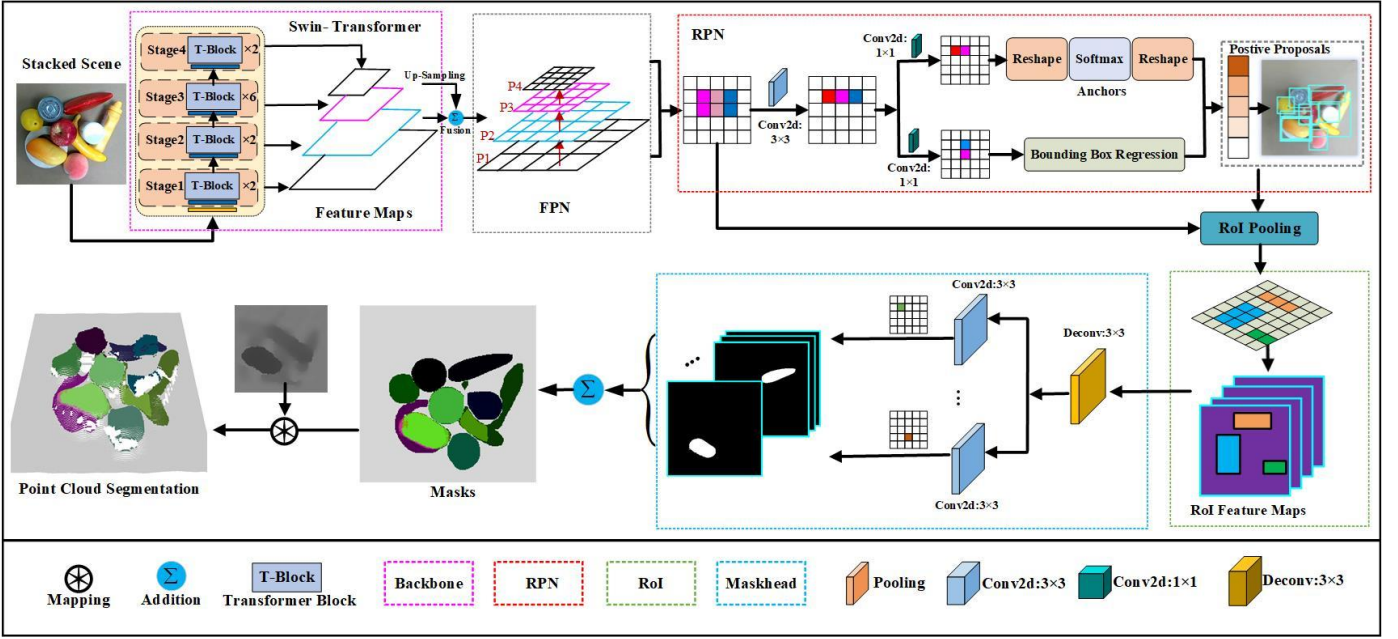 Stacked Scene
Stage4
T-Block
×2
Stage3
T-Block
×6
Stage2
T-Block
×2
Stage1
T-Block
×2
Swin- Transformer
Feature Maps
Up-Sampling
Σ
Fusion
P4
P3
P2
P1
FPN
RPN
Conv2d:
3×3
Conv2d:
1×1
Conv2d:
1×1
Reshape
Softmax
Reshape
Anchors
Bounding Box Regression
Postive Proposals
RoI Pooling
RoI Feature Maps
Deconv:3×3
Conv2d:3×3
...
Conv2d:3×3
...
Σ
Masks
Point Cloud Segmentation
Mapping
Σ
Addition
T-Block
Transformer Block
Backbone
RPN
RoI
Maskhead
Pooling
Conv2d:3×3
Conv2d:1×1
Deconv:3×3